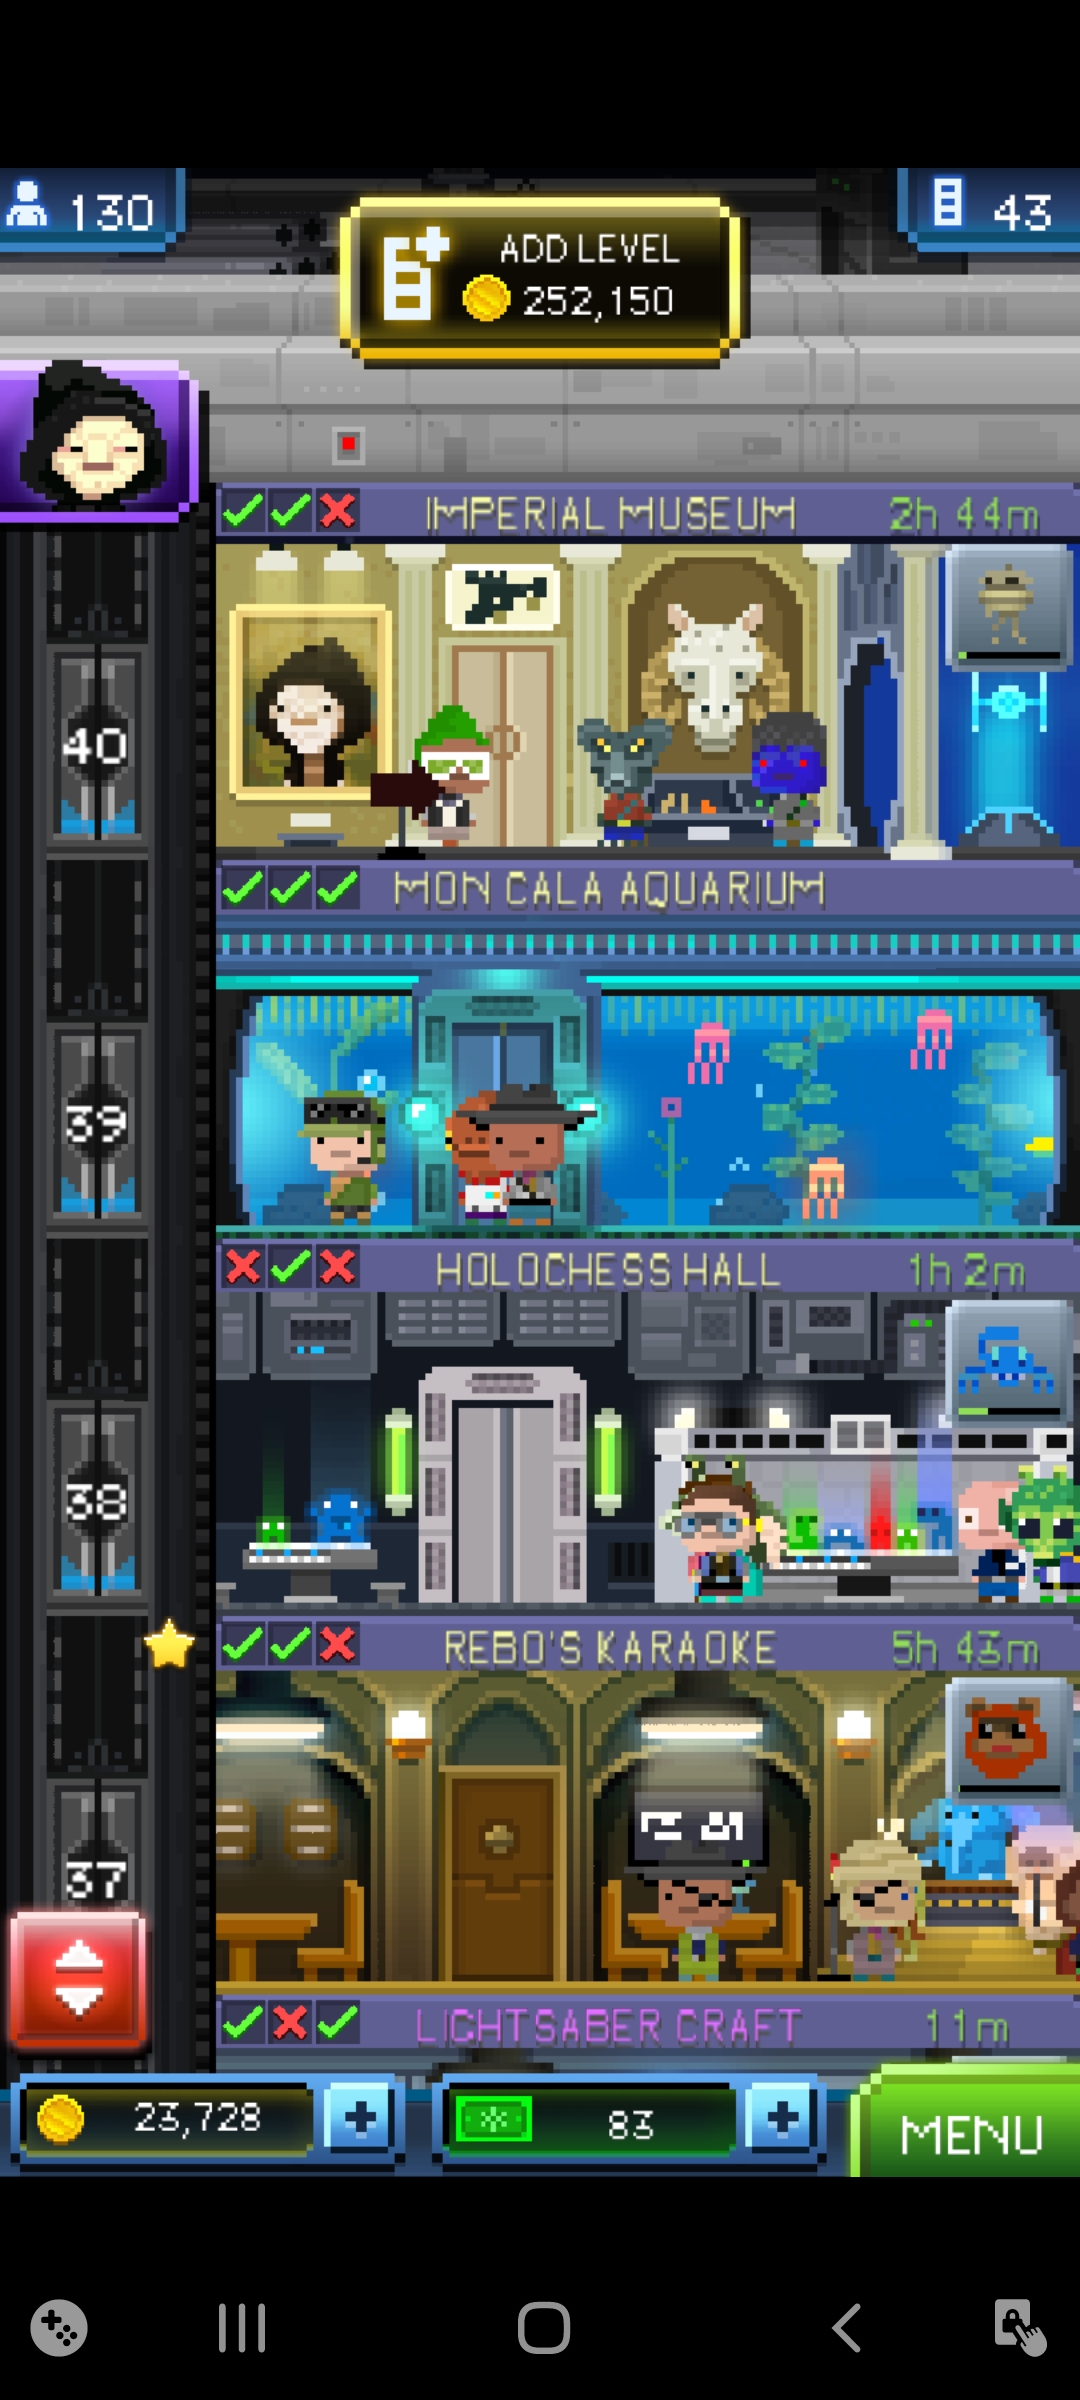 130
ADD LEVEL
252,150
43
IMPERIAL MUSEUM 2h 44m
40
MON CALA AQUARIUM
39
HOLOCHESS HALL 1h 2m
38
REBO'S KARAOKE 5h 43m
37
LIGHTSABER CRAFT 11m
23,728
83
MENU